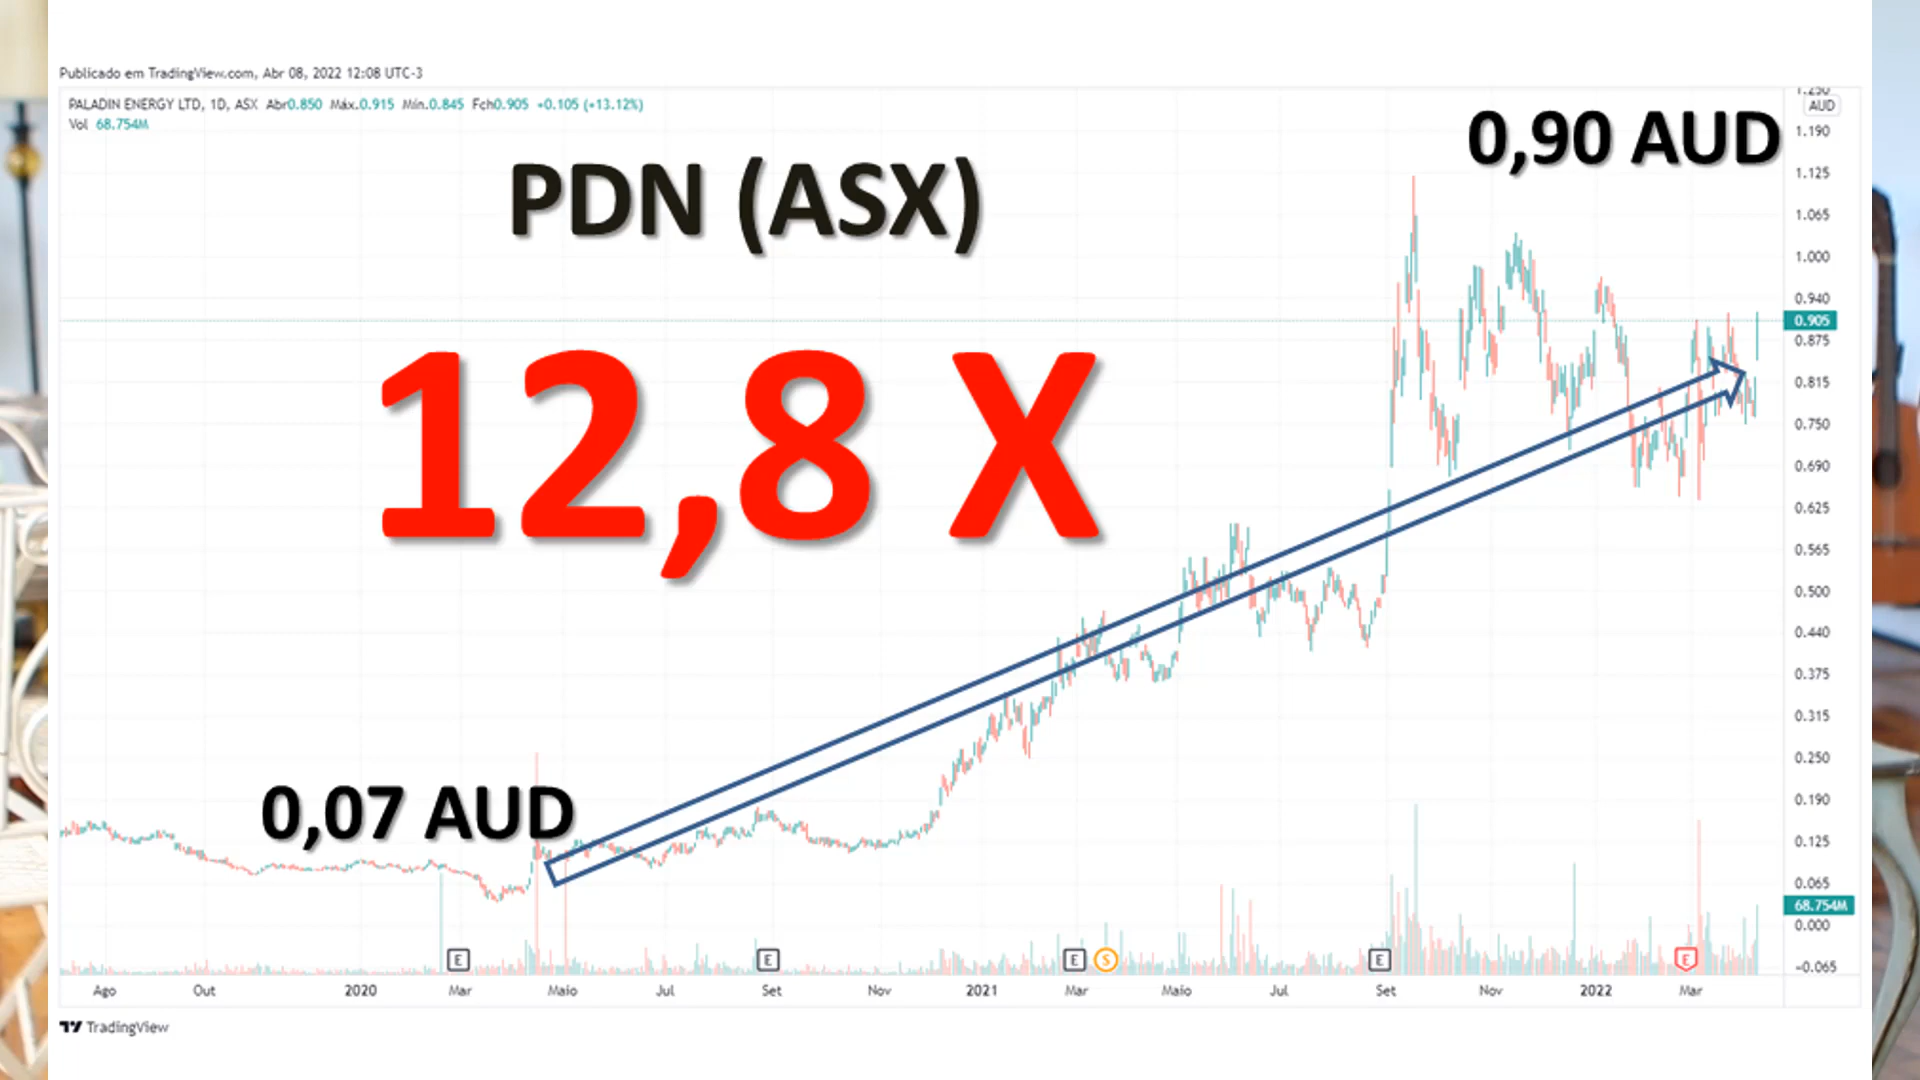 Publicado em TradingView.com, Abr 08, 2022 12:08 UTC-3
PALADIN ENERGY LTD, 1D, ASX Abr0.850 Máx.0.915 Mín.0.845 Fch0.905 +0.105 (+13.12%)
Vol 68.754M
PDN (ASX)
0,90 AUD
12,8 X
0,07 AUD
1.250
AUD
1.190
1.125
1.065
1.000
0.940
0.905
0.875
0.815
0.750
0.690
0.625
0.565
0.500
0.440
0.375
0.315
0.250
0.190
0.125
0.065
68.754M
0.000
-0.065
E E E S E E
Ago Out 2020 Mar Maio Jul Set Nov 2021 Mar Maio Jul Set Nov 2022 Mar
TradingView